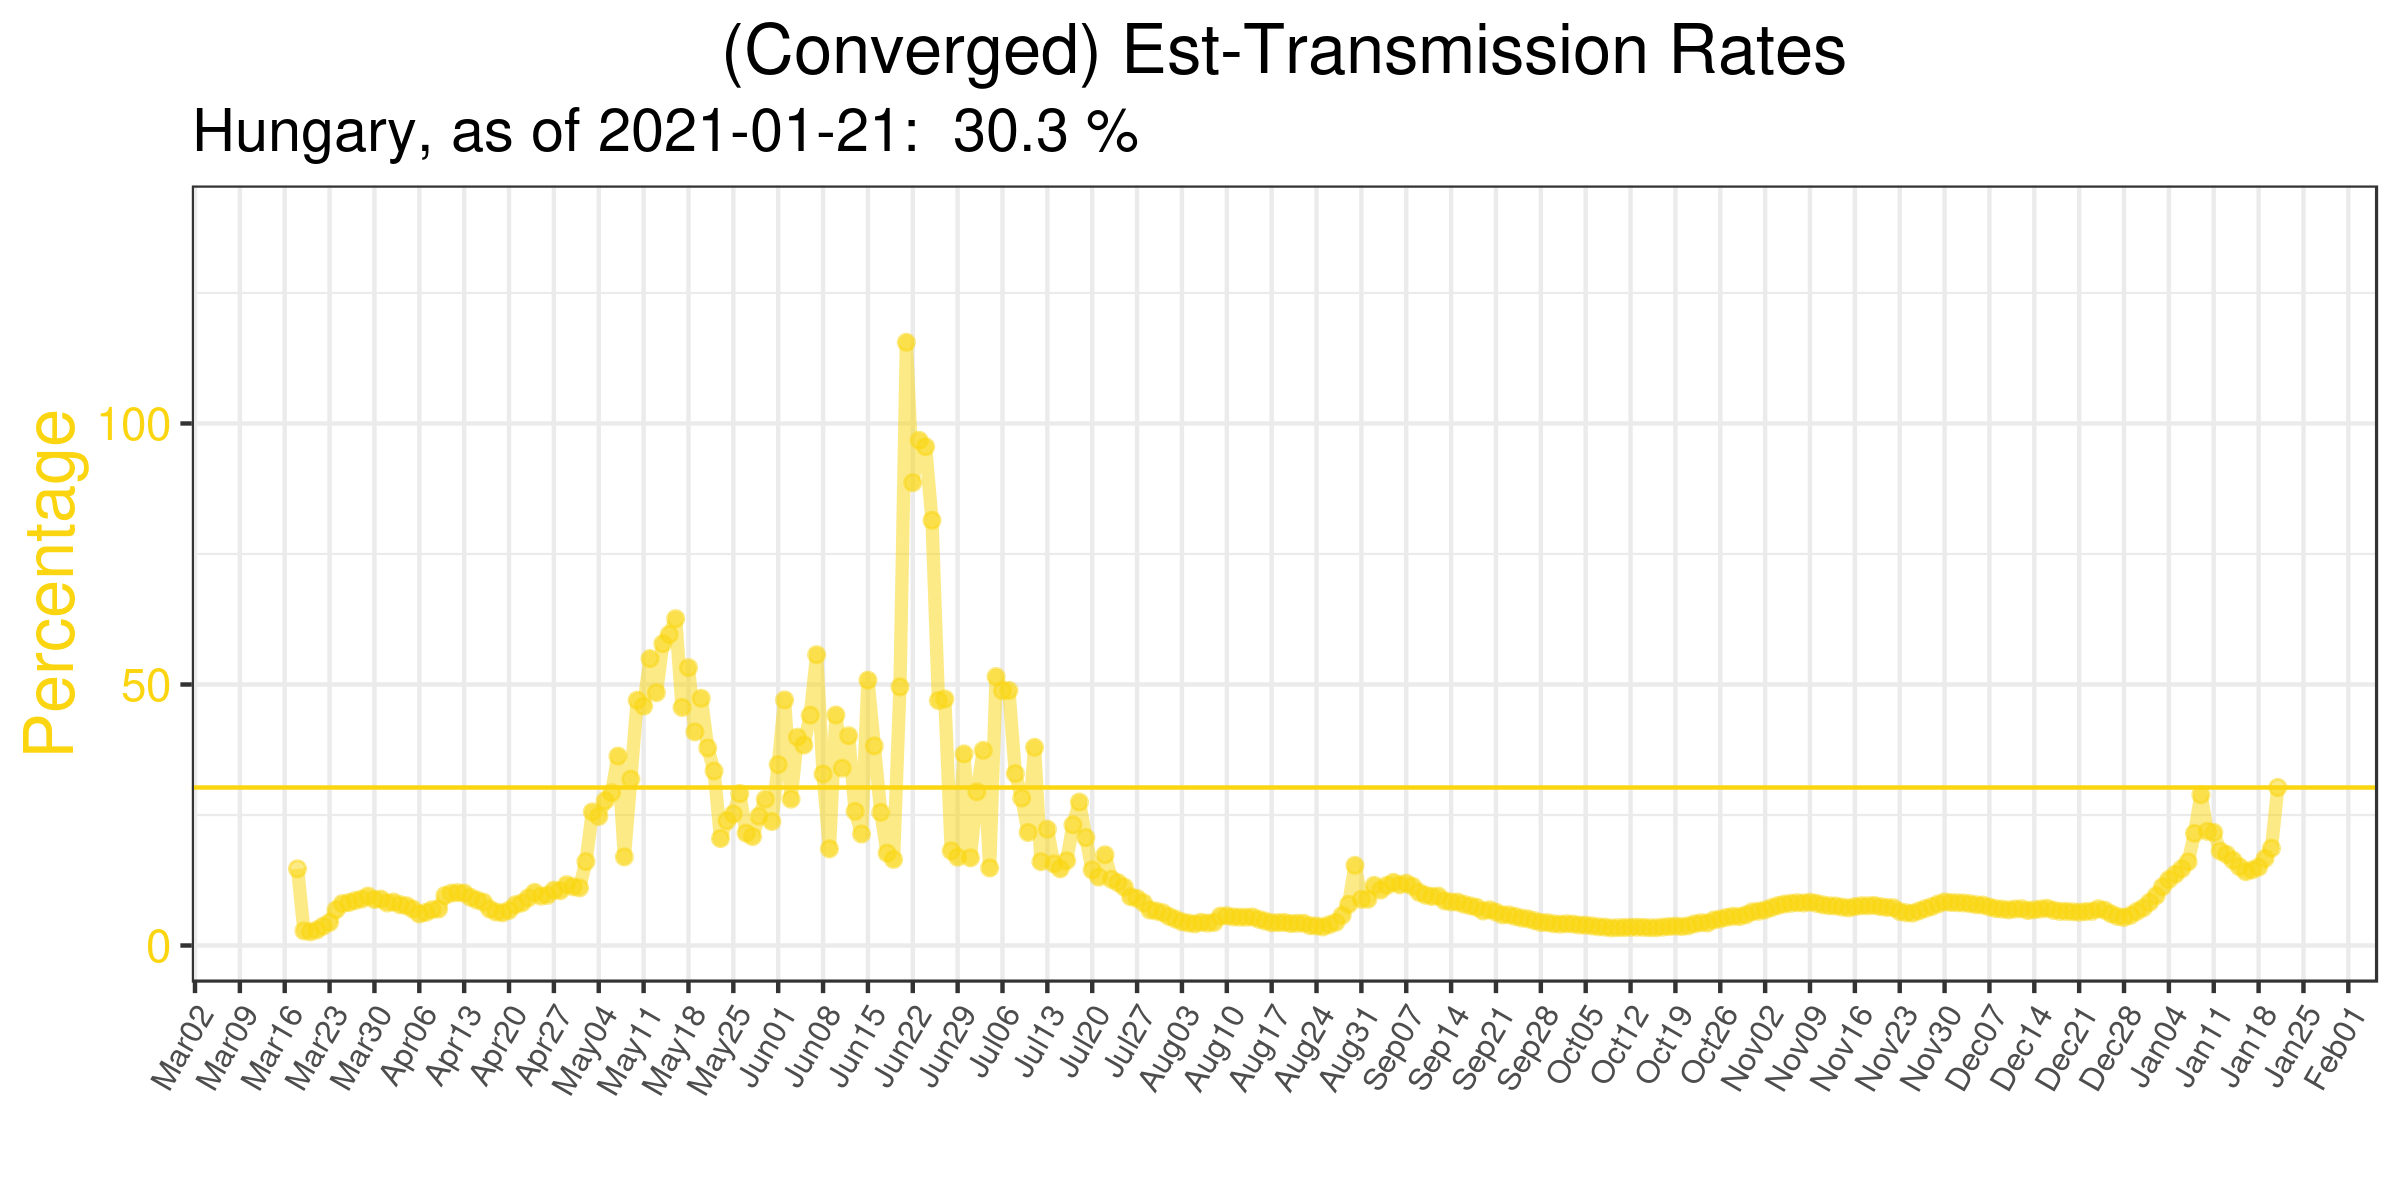 (Converged) Est-Transmission Rates
Hungary, as of 2021-01-21:  30.3 %
Percentage
100
50
0
Mar02
Mar09
Mar16
Mar23
Mar30
Apr06
Apr13
Apr20
Apr27
May04
May11
May18
May25
Jun01
Jun08
Jun15
Jun22
Jun29
Jul06
Jul13
Jul20
Jul27
Aug03
Aug10
Aug17
Aug24
Aug31
Sep07
Sep14
Sep21
Sep28
Oct05
Oct12
Oct19
Oct26
Nov02
Nov09
Nov16
Nov23
Nov30
Dec07
Dec14
Dec21
Dec28
Jan04
Jan11
Jan18
Jan25
Feb01